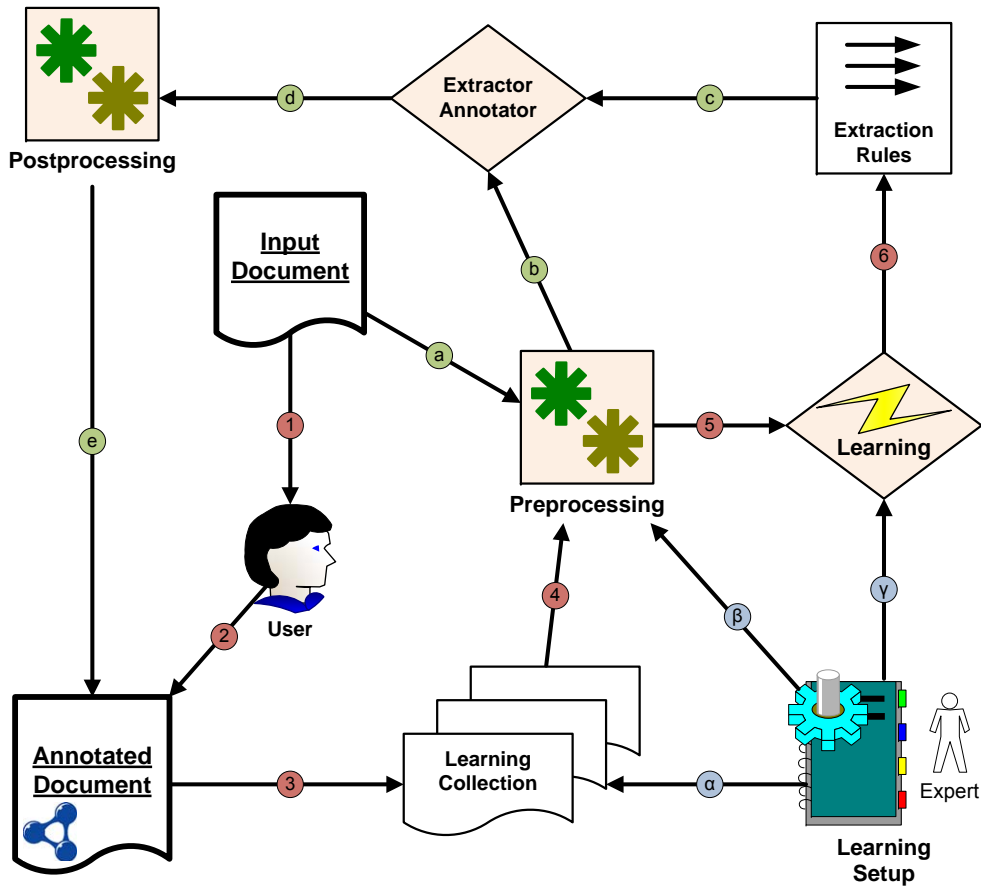 d
Extractor
Annotator
c
Extraction
Rules
Postprocessing
Input
Document
b
6
a
e
1
5
Learning
Preprocessing
User
2
4
β
γ
Annotated
Document
3
Learning
Collection
α
Expert
Learning
Setup